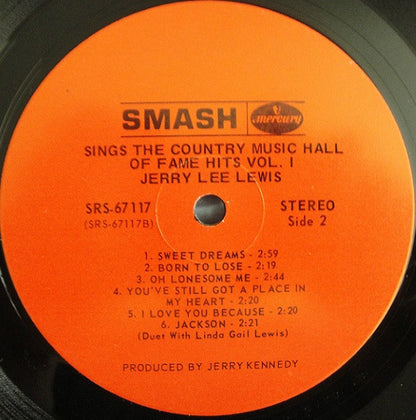 SMASH mercury
SINGS THE COUNTRY MUSIC HALL
OF FAME HITS VOL. I
JERRY LEE LEWIS
SRS-67117
(SRS-67117B)
STEREO
Side 2
1. SWEET DREAMS - 2:59
2. BORN TO LOSE - 2:19
3. OH LONESOME ME - 2:44
4. YOU'VE STILL GOT A PLACE IN
MY HEART - 2:20
5. I LOVE YOU BECAUSE - 2:20
6. JACKSON - 2:21
(Duet With Linda Gail Lewis)
PRODUCED BY JERRY KENNEDY